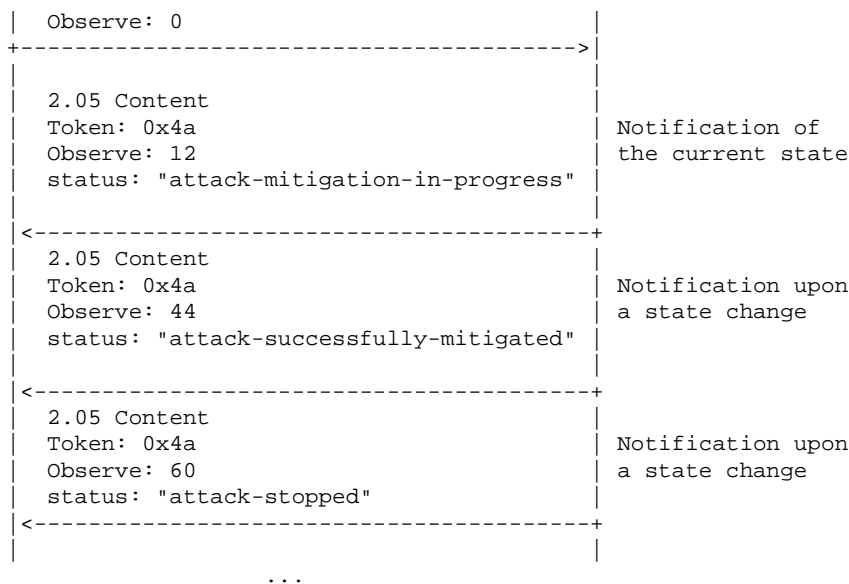 Observe: 0
2.05 Content
Token: 0x4a Notification of
Observe: 12 the current state
status: "attack-mitigation-in-progress"
2.05 Content
Token: 0x4a Notification upon
Observe: 44 a state change
status: "attack-successfully-mitigated"
2.05 Content
Token: 0x4a Notification upon
Observe: 60 a state change
status: "attack-stopped"
...